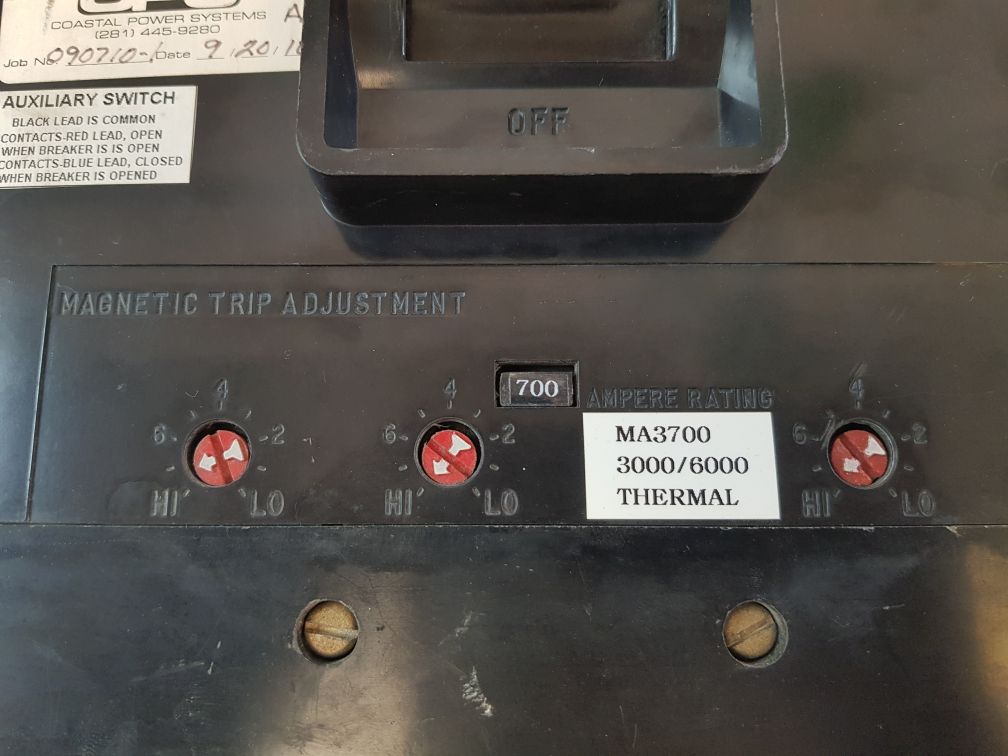 COASTAL POWER SYSTEMS
(281) 445-9280
Job No 090710-1 Date 9/20/
AUXILIARY SWITCH
BLACK LEAD IS COMMON
CONTACTS-RED LEAD, OPEN
WHEN BREAKER IS IS OPEN
CONTACTS-BLUE LEAD, CLOSED
WHEN BREAKER IS OPENED
OFF
MAGNETIC TRIP ADJUSTMENT
700 AMPERE RATING
4
6 2
HI LO
4
6 2
HI LO
MA3700
3000/6000
THERMAL
4
6 2
HI LO